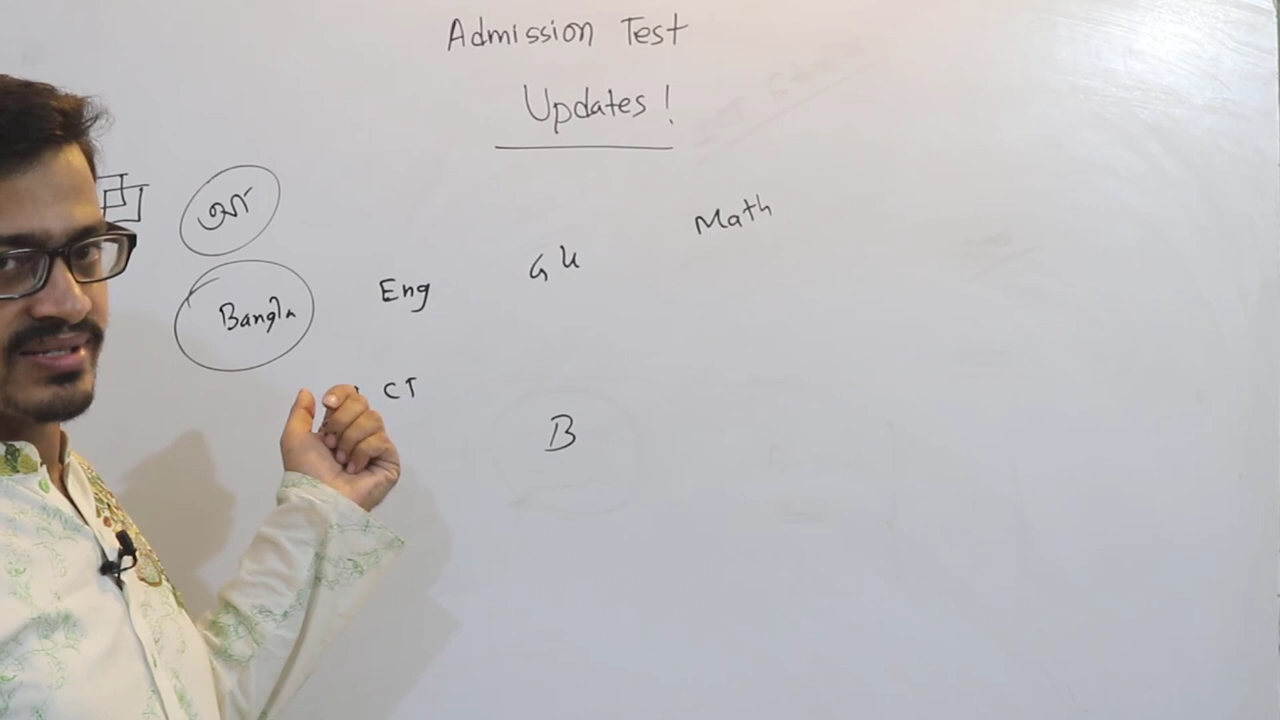 Admission Test
Updates!
Math
আ
GK
Eng
Bangla
CT
B